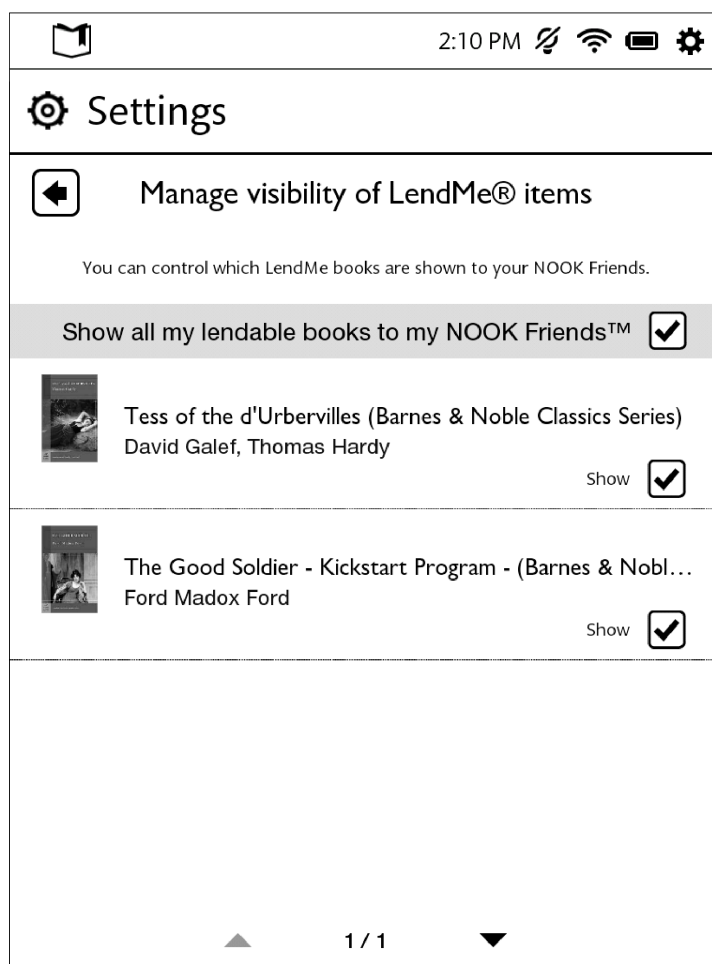 2:10 PM
Settings
Manage visibility of LendMe® items
You can control which LendMe books are shown to your NOOK Friends.
Show all my lendable books to my NOOK Friends™
Tess of the d'Urbervilles (Barnes & Noble Classics Series)
David Galef, Thomas Hardy
Show
The Good Soldier - Kickstart Program - (Barnes & Nobl...
Ford Madox Ford
Show
1 / 1